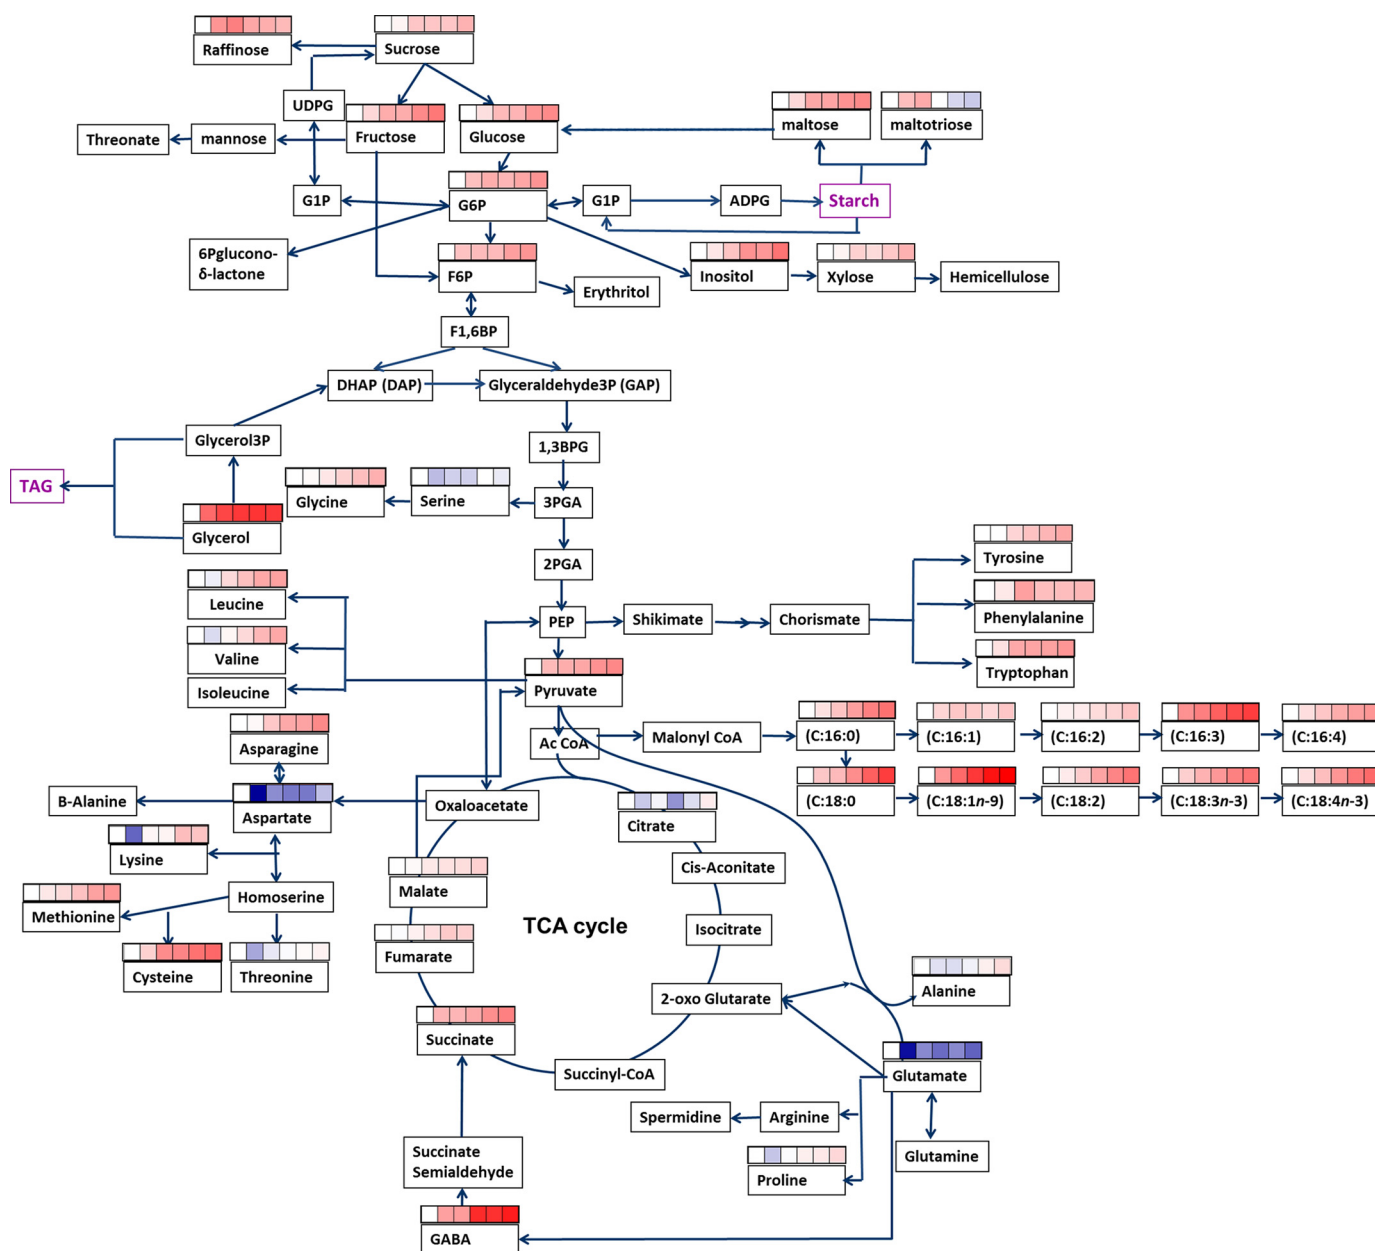 Raffinose
Sucrose
UDPG
Threonate
mannose
Fructose
Glucose
maltose
maltotriose
G1P
G6P
G1P
ADPG
Starch
6Pglucono-
δ-lactone
F6P
Erythritol
Inositol
Xylose
Hemicellulose
F1,6BP
DHAP (DAP)
Glyceraldehyde3P (GAP)
Glycerol3P
1,3BPG
TAG
Glycine
Serine
3PGA
Glycerol
2PGA
Tyrosine
Leucine
PEP
Shikimate
Chorismate
Phenylalanine
Valine
Tryptophan
Isoleucine
Pyruvate
Asparagine
Ac CoA
Malonyl CoA
(C:16:0)
(C:16:1)
(C:16:2)
(C:16:3)
(C:16:4)
B-Alanine
Aspartate
Oxaloacetate
(C:18:0
(C:18:1n-9)
(C:18:2)
(C:18:3n-3)
(C:18:4n-3)
Citrate
Lysine
Cis-Aconitate
Malate
Homoserine
Methionine
TCA cycle
Isocitrate
Fumarate
Cysteine
Threonine
2-oxo Glutarate
Alanine
Succinate
Succinyl-CoA
Glutamate
Spermidine
Arginine
Succinate
Semialdehyde
Glutamine
Proline
GABA